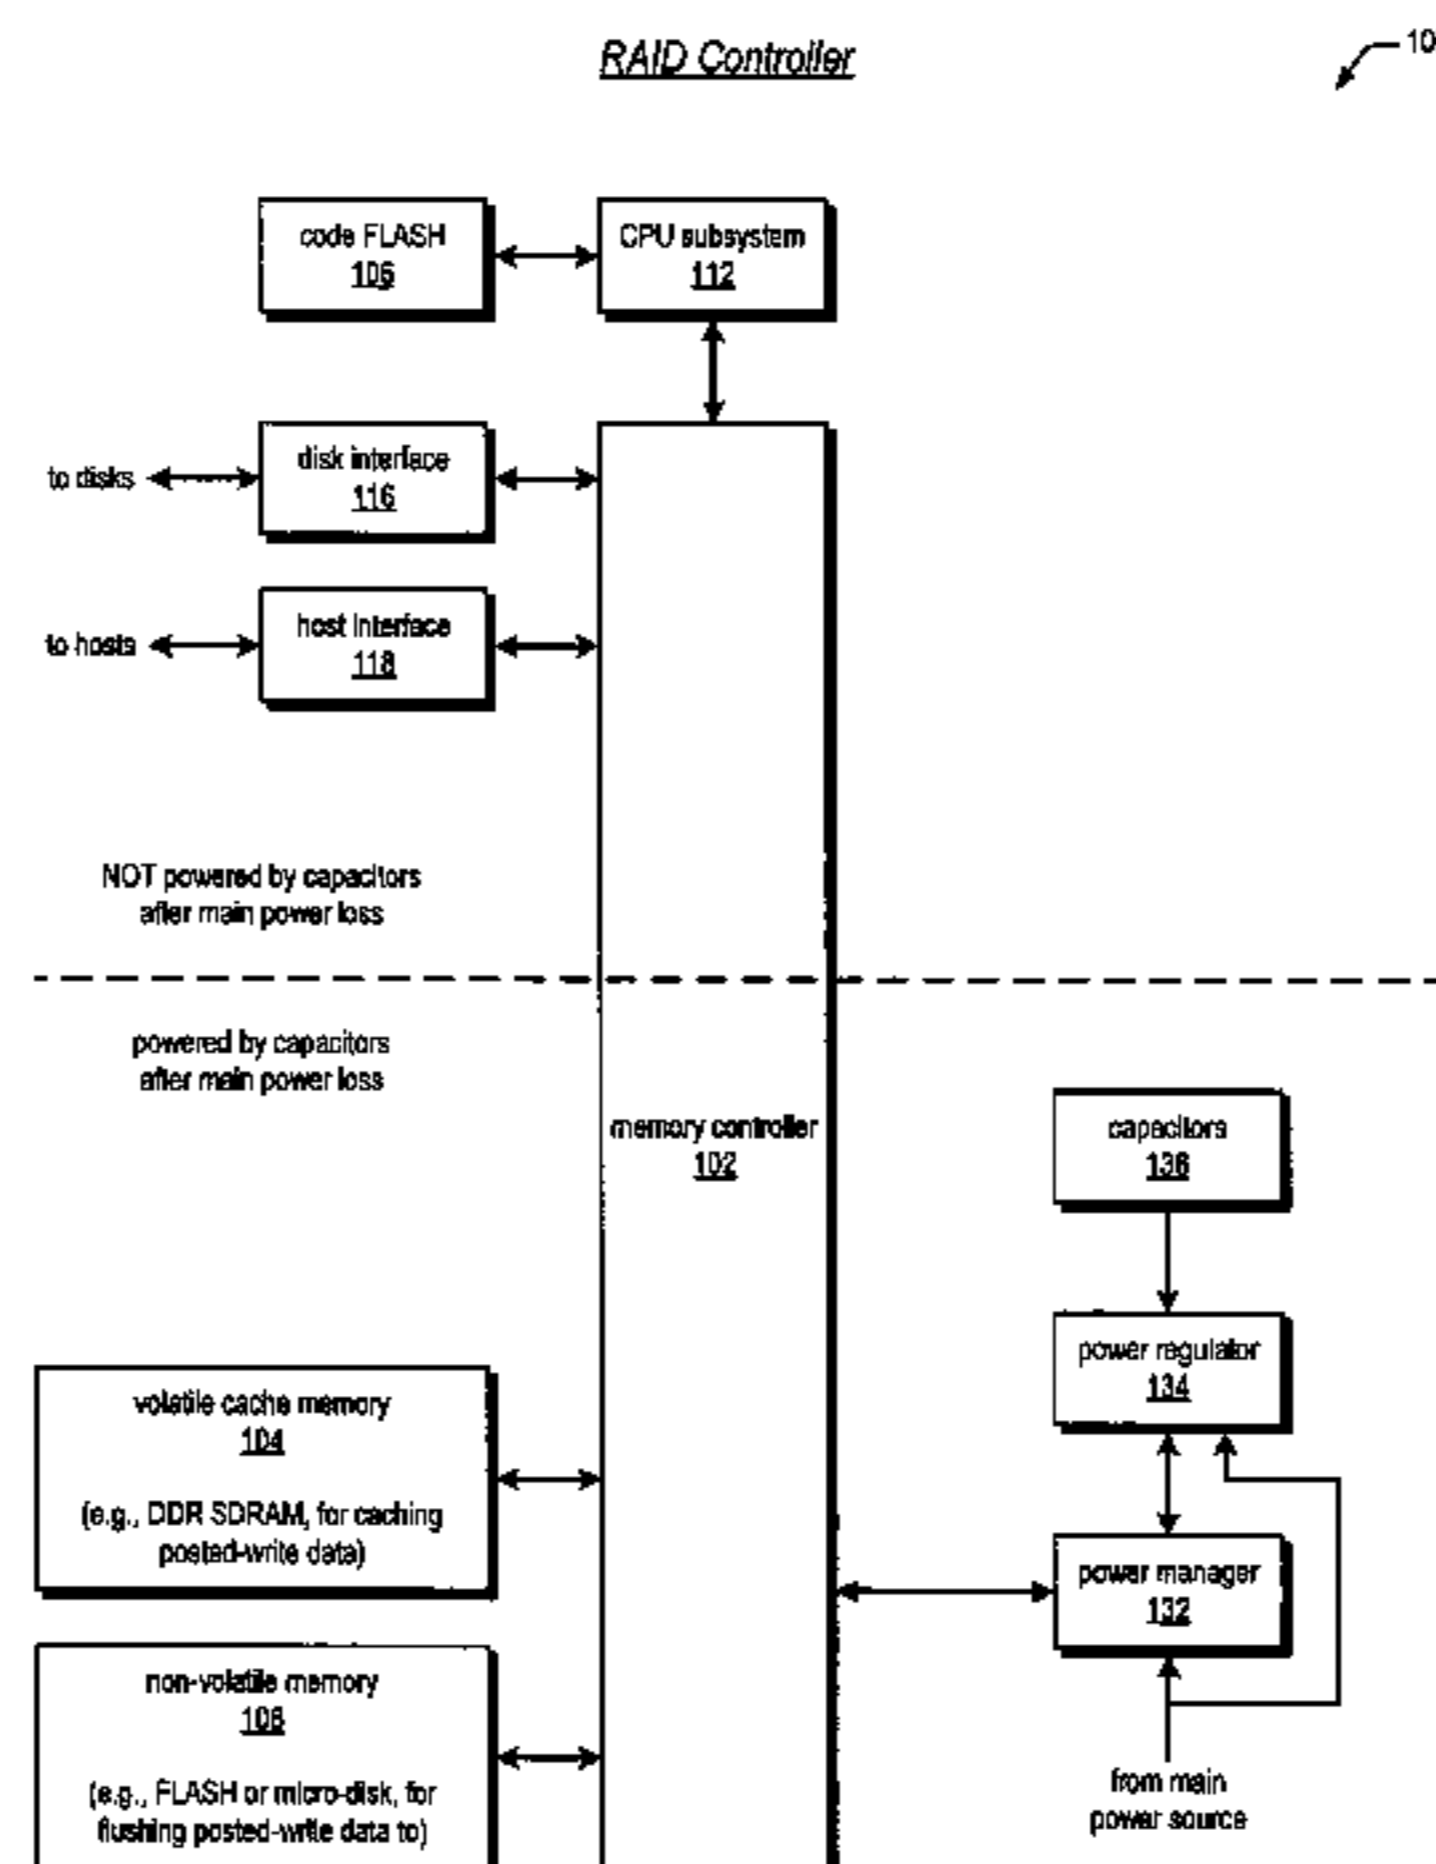 RAID Controller
10
code FLASH
106
CPU subsystem
112
to disks
disk interface
116
to hosts
host interface
118
NOT powered by capacitors
after main power loss
powered by capacitors
after main power loss
memory controller
102
capacitors
136
power regulator
134
volatile cache memory
104
(e.g., DDR SDRAM, for caching
posted-write data)
power manager
132
non-volatile memory
108
(e.g., FLASH or micro-disk, for
flushing posted-write data to)
from main
power source